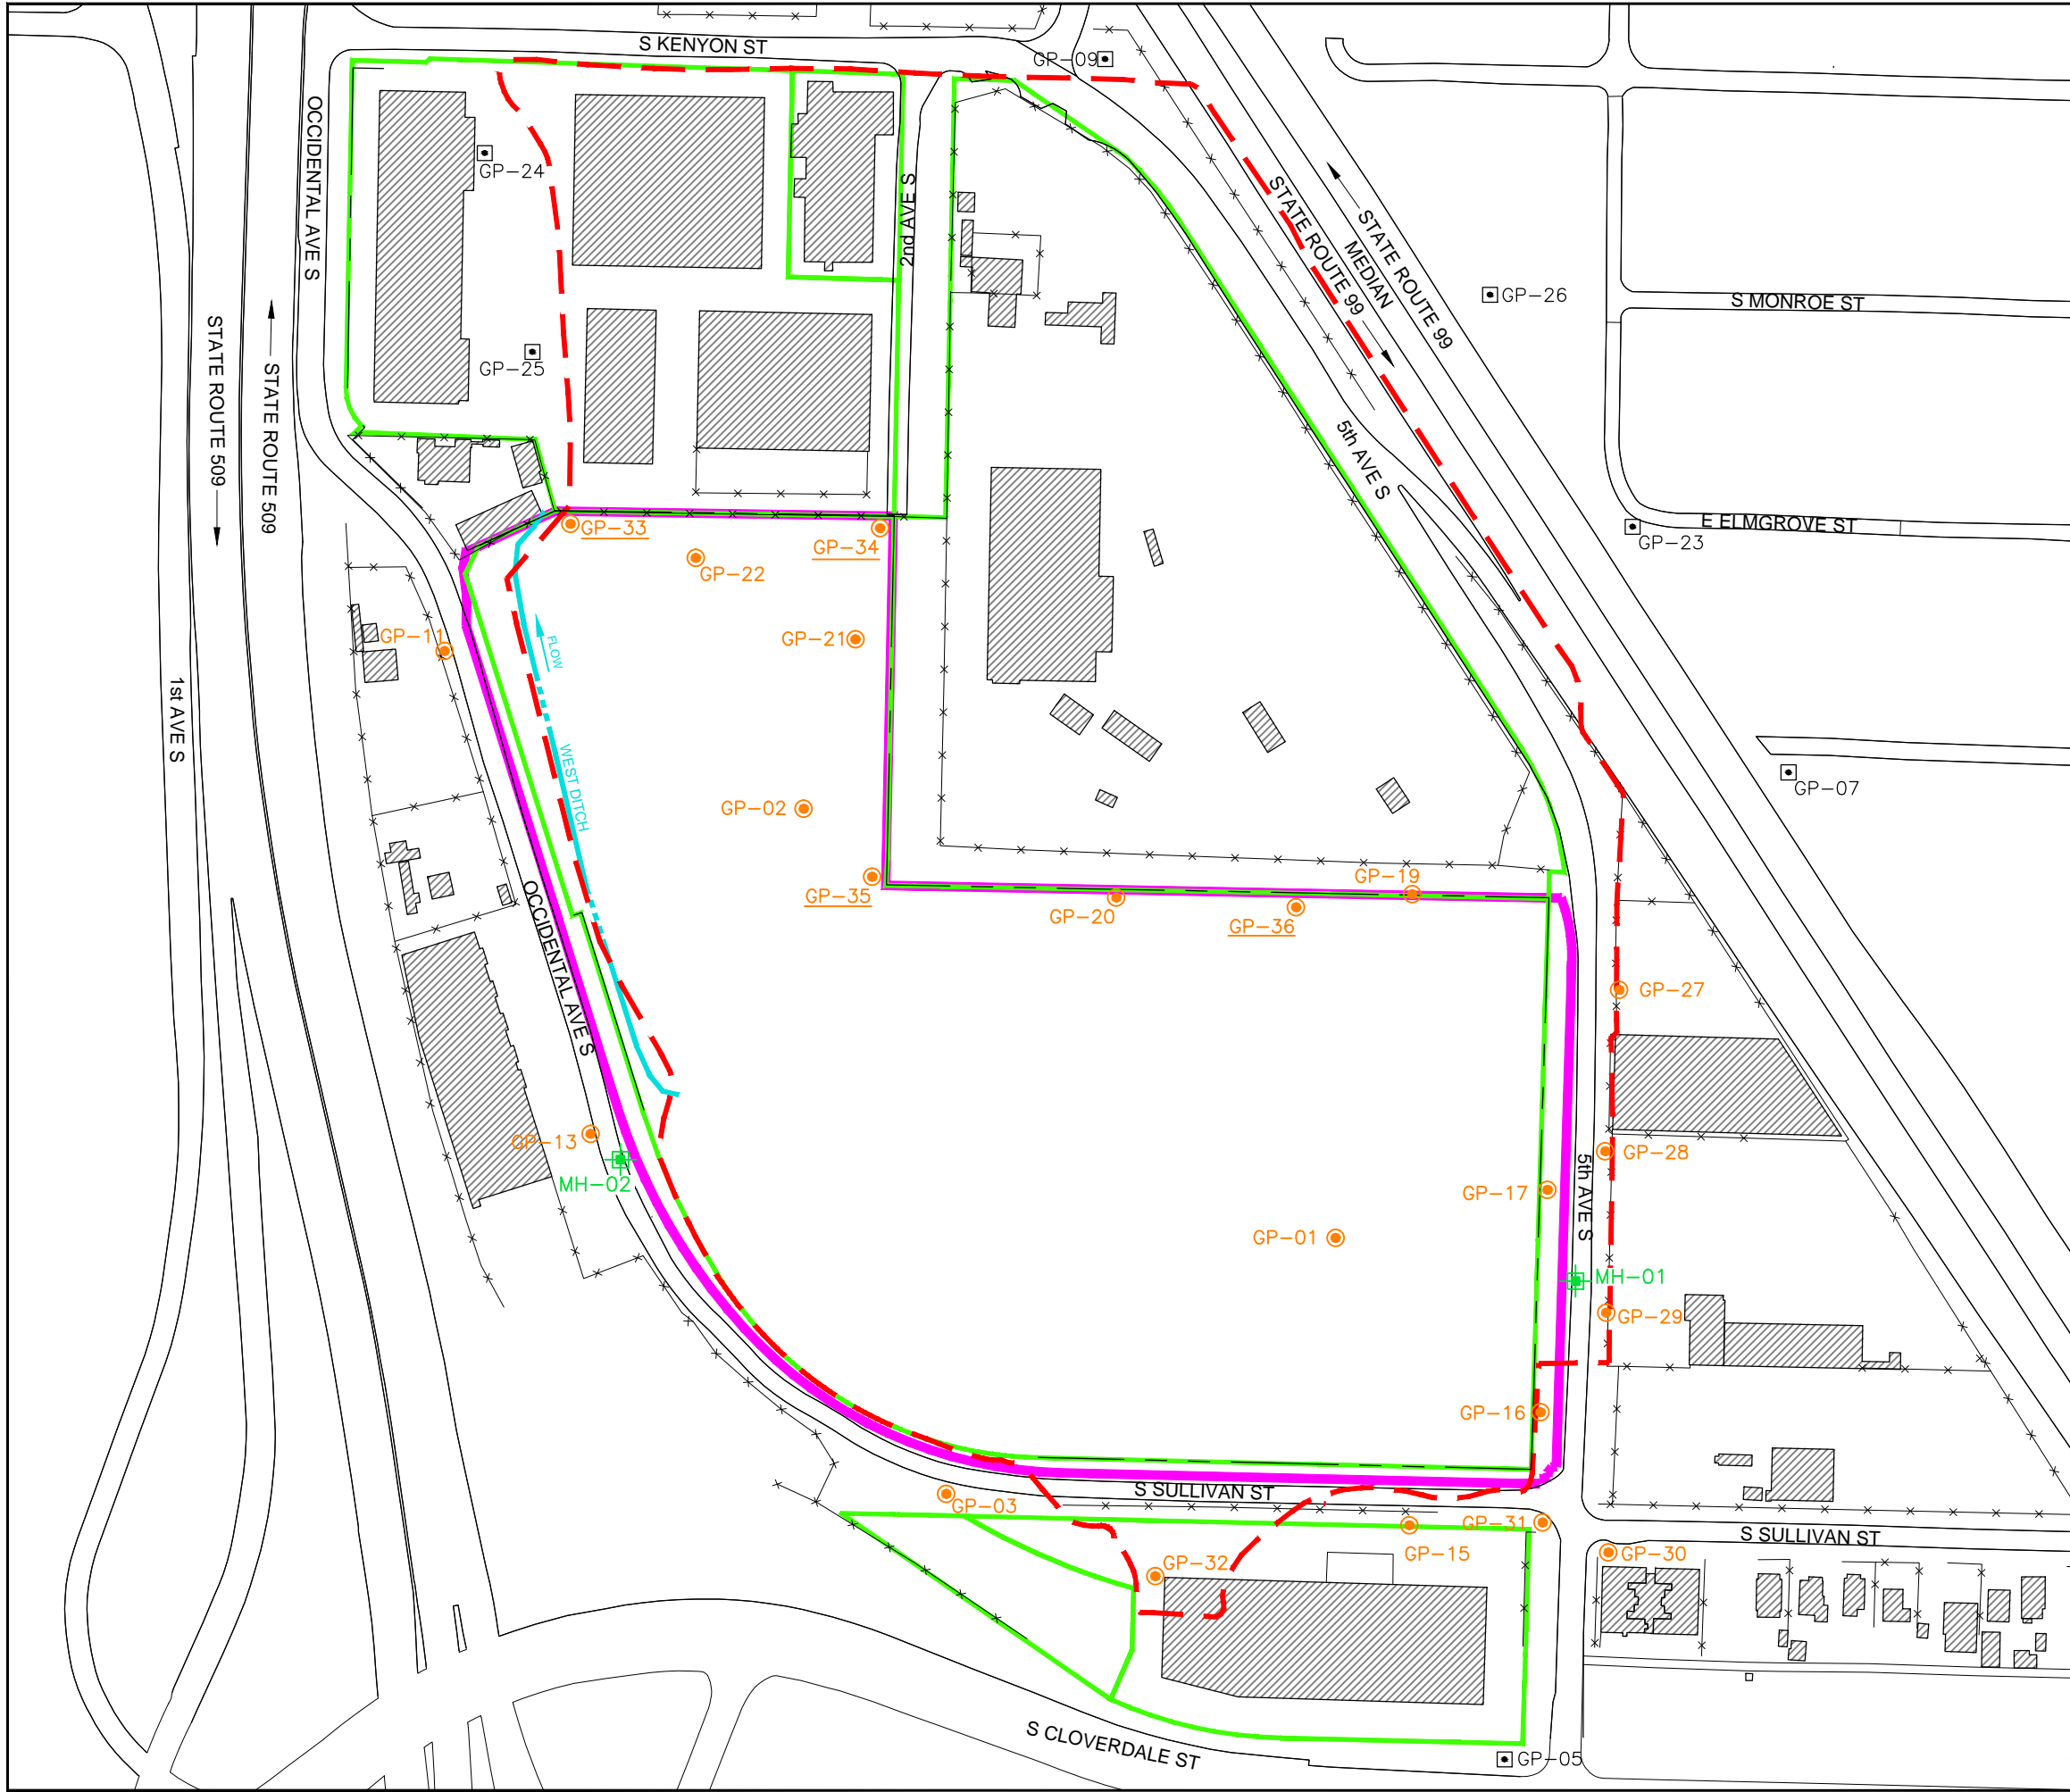 S KENYON ST
GP-09
OCCIDENTAL AVE S
GP-24
2nd AVE S
STATE ROUTE 99
MEDIAN
STATE ROUTE 99
GP-26
S MONROE ST
STATE ROUTE 509
STATE ROUTE 509
GP-25
5th AVE S
GP-33
GP-34
E ELMGROVE ST
GP-23
GP-22
GP-11
GP-21
FLOW
1st AVE S
WEST DITCH
GP-02
GP-07
GP-35
GP-19
GP-20
GP-36
OCCIDENTAL AVE S
GP-27
GP-13
MH-02
GP-28
GP-17
5th AVE S
GP-01
MH-01
GP-29
GP-16
S SULLIVAN ST
GP-03
GP-31
GP-15
S SULLIVAN ST
GP-30
GP-32
S CLOVERDALE ST
GP-05